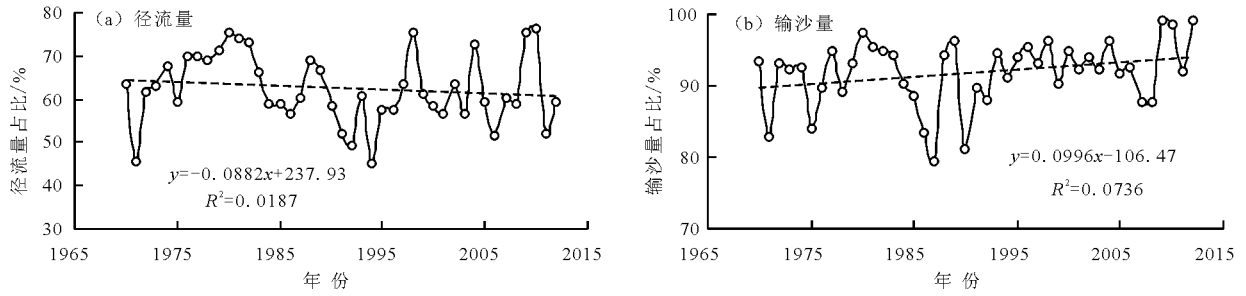 (a) 径流量
径流量占比/%
80
70
60
50
40
30
y=-0.0882x+237.93
R²=0.0187
1965 1975 1985 1995 2005 2015
年 份
(b) 输沙量
输沙量占比/%
100
90
80
70
y=0.0996x-106.47
R²=0.0736
1965 1975 1985 1995 2005 2015
年 份